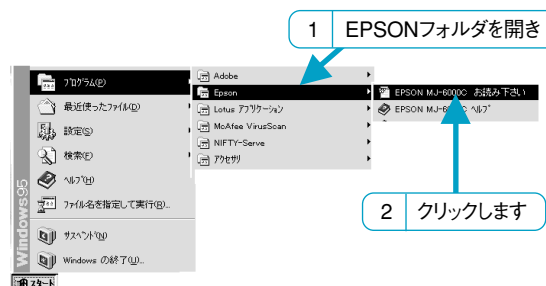 1 EPSONフォルダを開き
ﾌﾟﾛｸﾞﾗﾑ(P)
最近使ったﾌｧｲﾙ(D)
設定(S)
検索(F)
ﾍﾙﾌﾟ(H)
ﾌｧｲﾙ名を指定して実行(R)...
ｻｽﾍﾟﾝﾄﾞ(N)
Windows の終了(U)...
Windows95
ｽﾀｰﾄ
Adobe
Epson
Lotus ｱﾌﾟﾘｹｰｼｮﾝ
McAfee VirusScan
NIFTY-Serve
ｱｸｾｻﾘ
EPSON MJ-6000C お読み下さい
EPSON MJ-6000C ﾍﾙﾌﾟ
2 クリックします